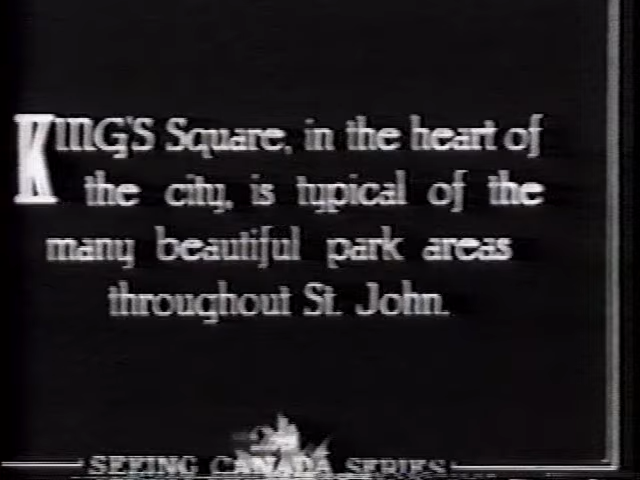 KING'S Square, in the heart of
the city, is typical of the
many beautiful park areas
throughout St. John.
SEEING CANADA SERIES